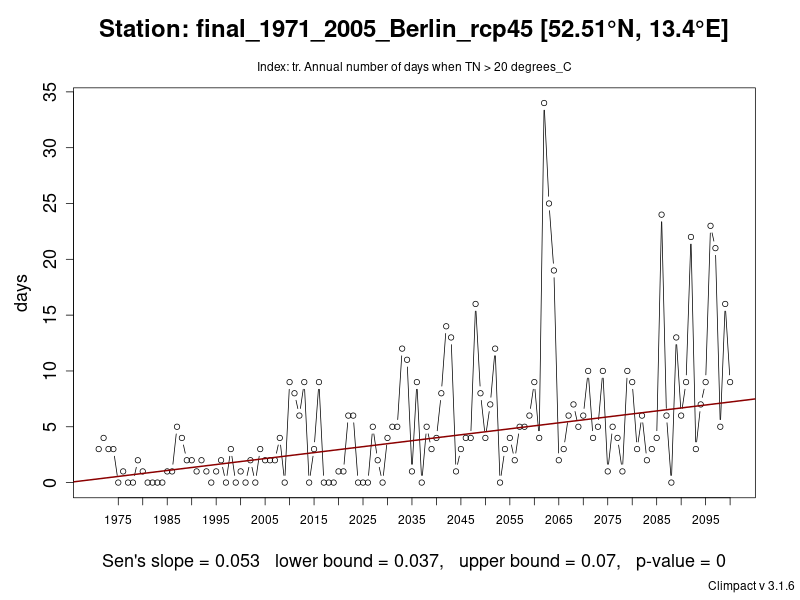 Station: final_1971_2005_Berlin_rcp45 [52.51°N, 13.4°E]
Index: tr. Annual number of days when TN > 20 degrees_C
35
30
25
20
15
10
5
0
days
1975 1985 1995 2005 2015 2025 2035 2045 2055 2065 2075 2085 2095
Sen's slope = 0.053 lower bound = 0.037, upper bound = 0.07, p-value = 0
Climpact v 3.1.6